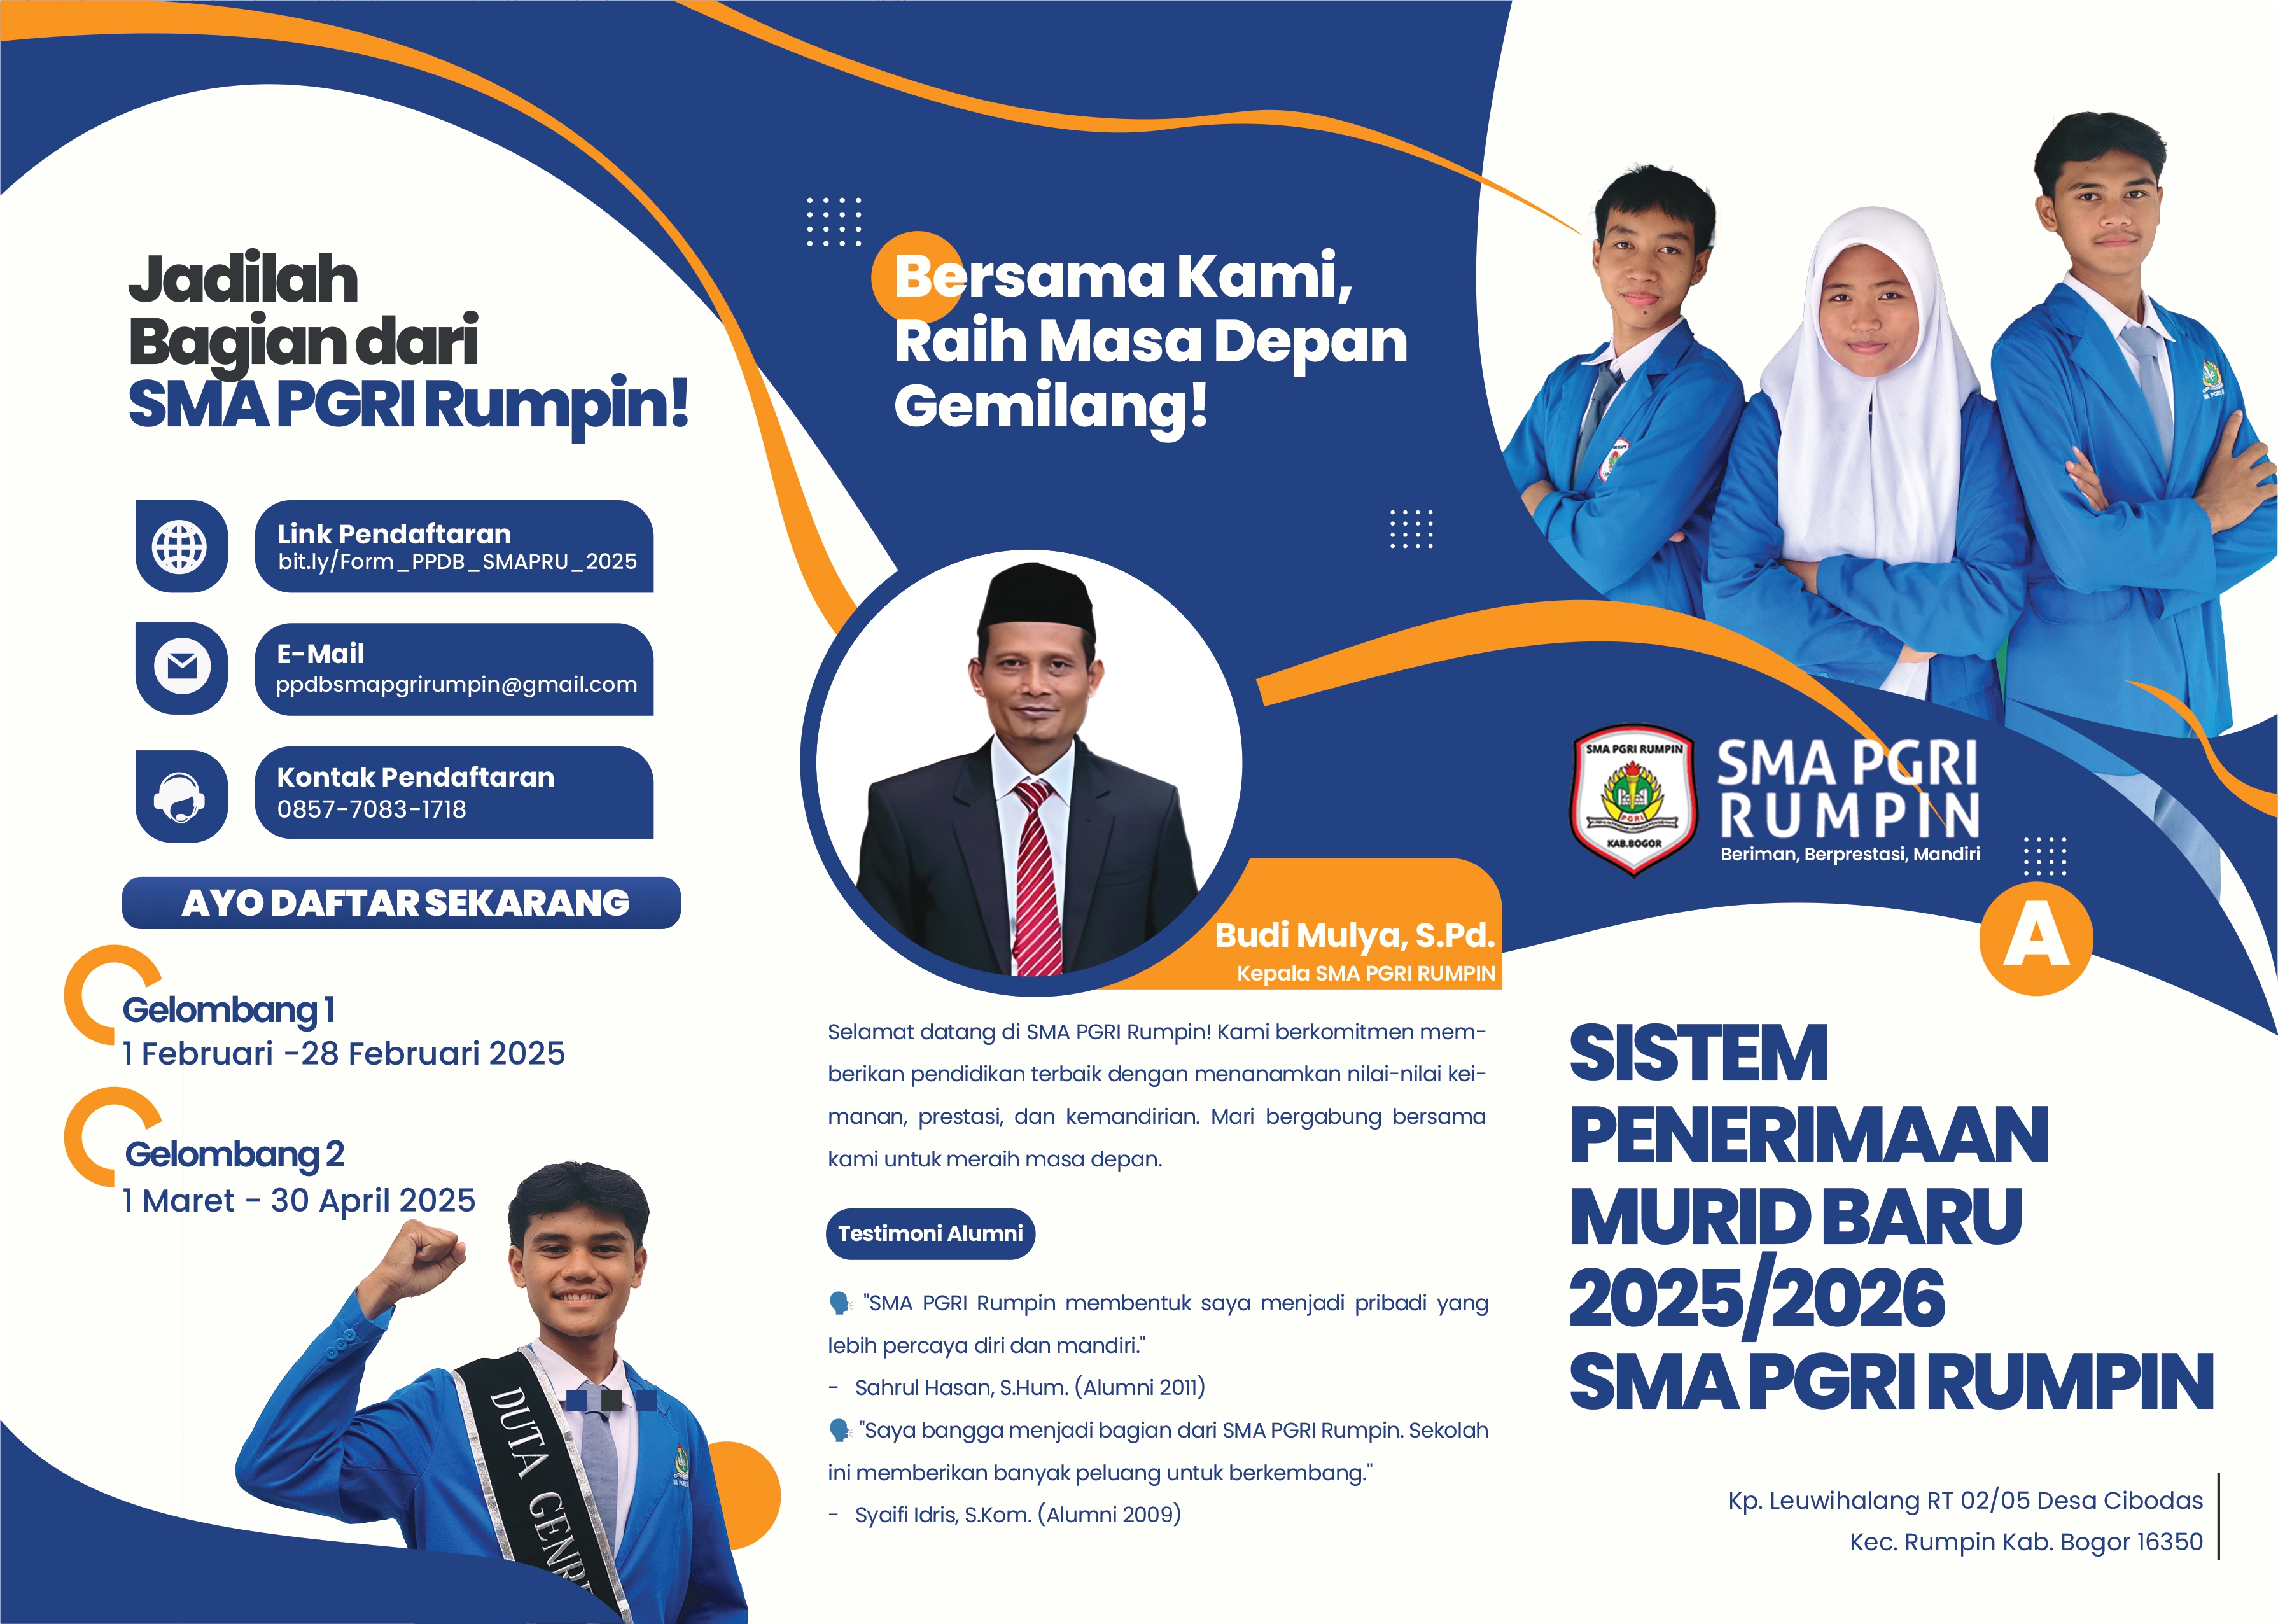 Jadilah
Bagian dari
SMA PGRI Rumpin!
Link Pendaftaran
bit.ly/Form_PPDB_SMAPRU_2025
E-Mail
ppdbsmapgrirumpin@gmail.com
Kontak Pendaftaran
0857-7083-1718
AYO DAFTAR SEKARANG
Gelombang 1
1 Februari -28 Februari 2025
Gelombang 2
1 Maret - 30 April 2025
DUTA GENRE
Bersama Kami,
Raih Masa Depan
Gemilang!
Budi Mulya, S.Pd.
Kepala SMA PGRI RUMPIN
Selamat datang di SMA PGRI Rumpin! Kami berkomitmen mem-
berikan pendidikan terbaik dengan menanamkan nilai-nilai kei-
manan, prestasi, dan kemandirian. Mari bergabung bersama
kami untuk meraih masa depan.
Testimoni Alumni
"SMA PGRI Rumpin membentuk saya menjadi pribadi yang
lebih percaya diri dan mandiri."
- Sahrul Hasan, S.Hum. (Alumni 2011)
"Saya bangga menjadi bagian dari SMA PGRI Rumpin. Sekolah
ini memberikan banyak peluang untuk berkembang."
- Syaifi Idris, S.Kom. (Alumni 2009)
SMA PGRI RUMPIN
PGRI
KAB.BOGOR
SMA PGRI
RUMPIN
Beriman, Berprestasi, Mandiri
A
SISTEM
PENERIMAAN
MURID BARU
2025/2026
SMA PGRI RUMPIN
Kp. Leuwihalang RT 02/05 Desa Cibodas
Kec. Rumpin Kab. Bogor 16350